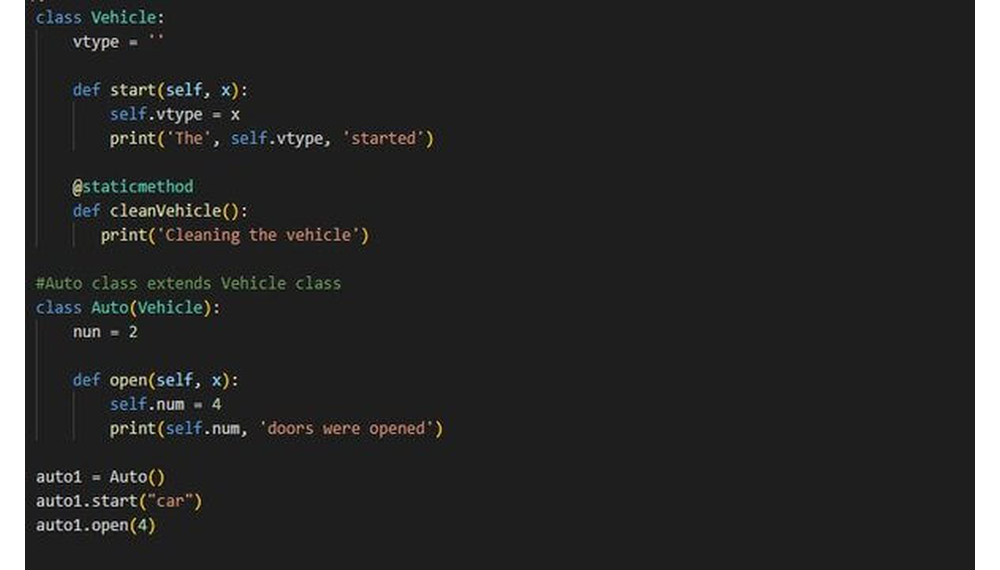 class Vehicle:
    vtype = ''

    def start(self, x):
        self.vtype = x
        print('The', self.vtype, 'started')

    @staticmethod
    def cleanVehicle():
       print('Cleaning the vehicle')

#Auto class extends Vehicle class
class Auto(Vehicle):
    nun = 2

    def open(self, x):
        self.num = 4
        print(self.num, 'doors were opened')

auto1 = Auto()
auto1.start("car")
auto1.open(4)